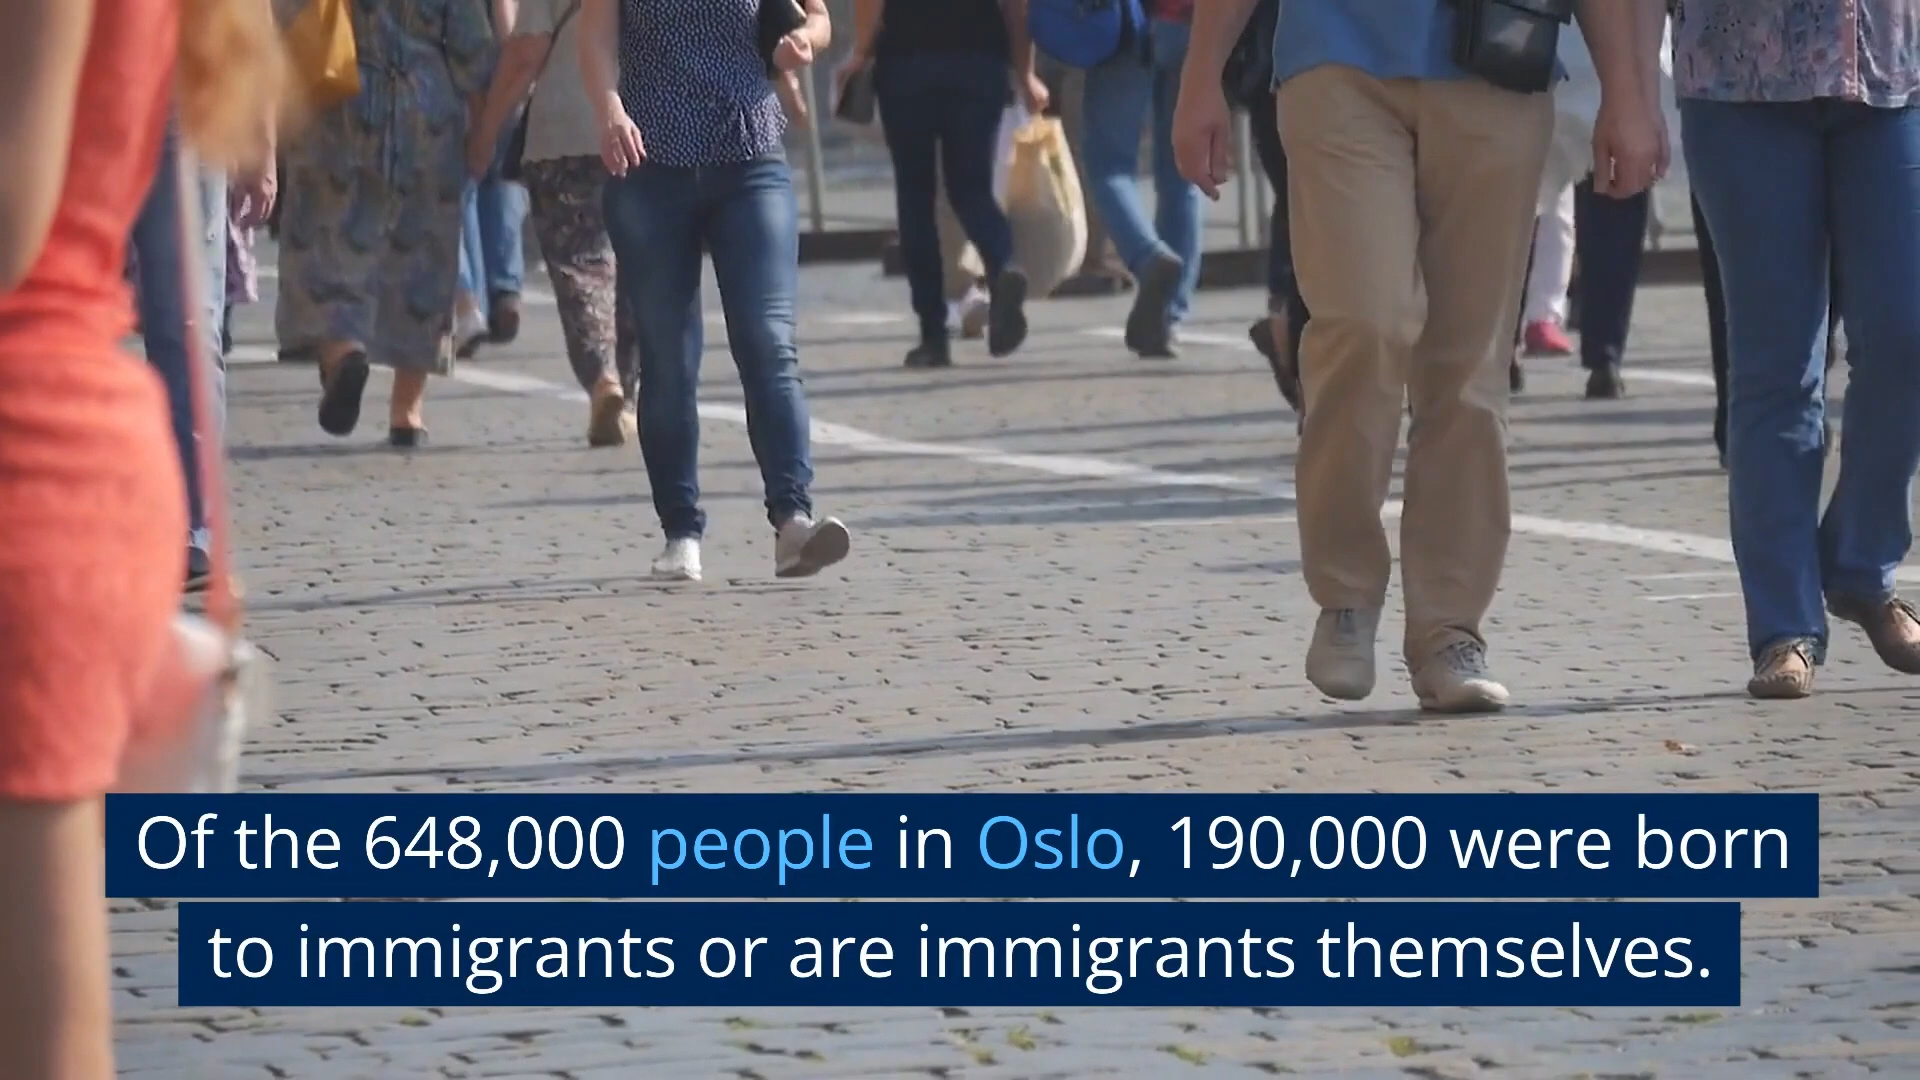 Of the 648,000 people in Oslo, 190,000 were born
to immigrants or are immigrants themselves.